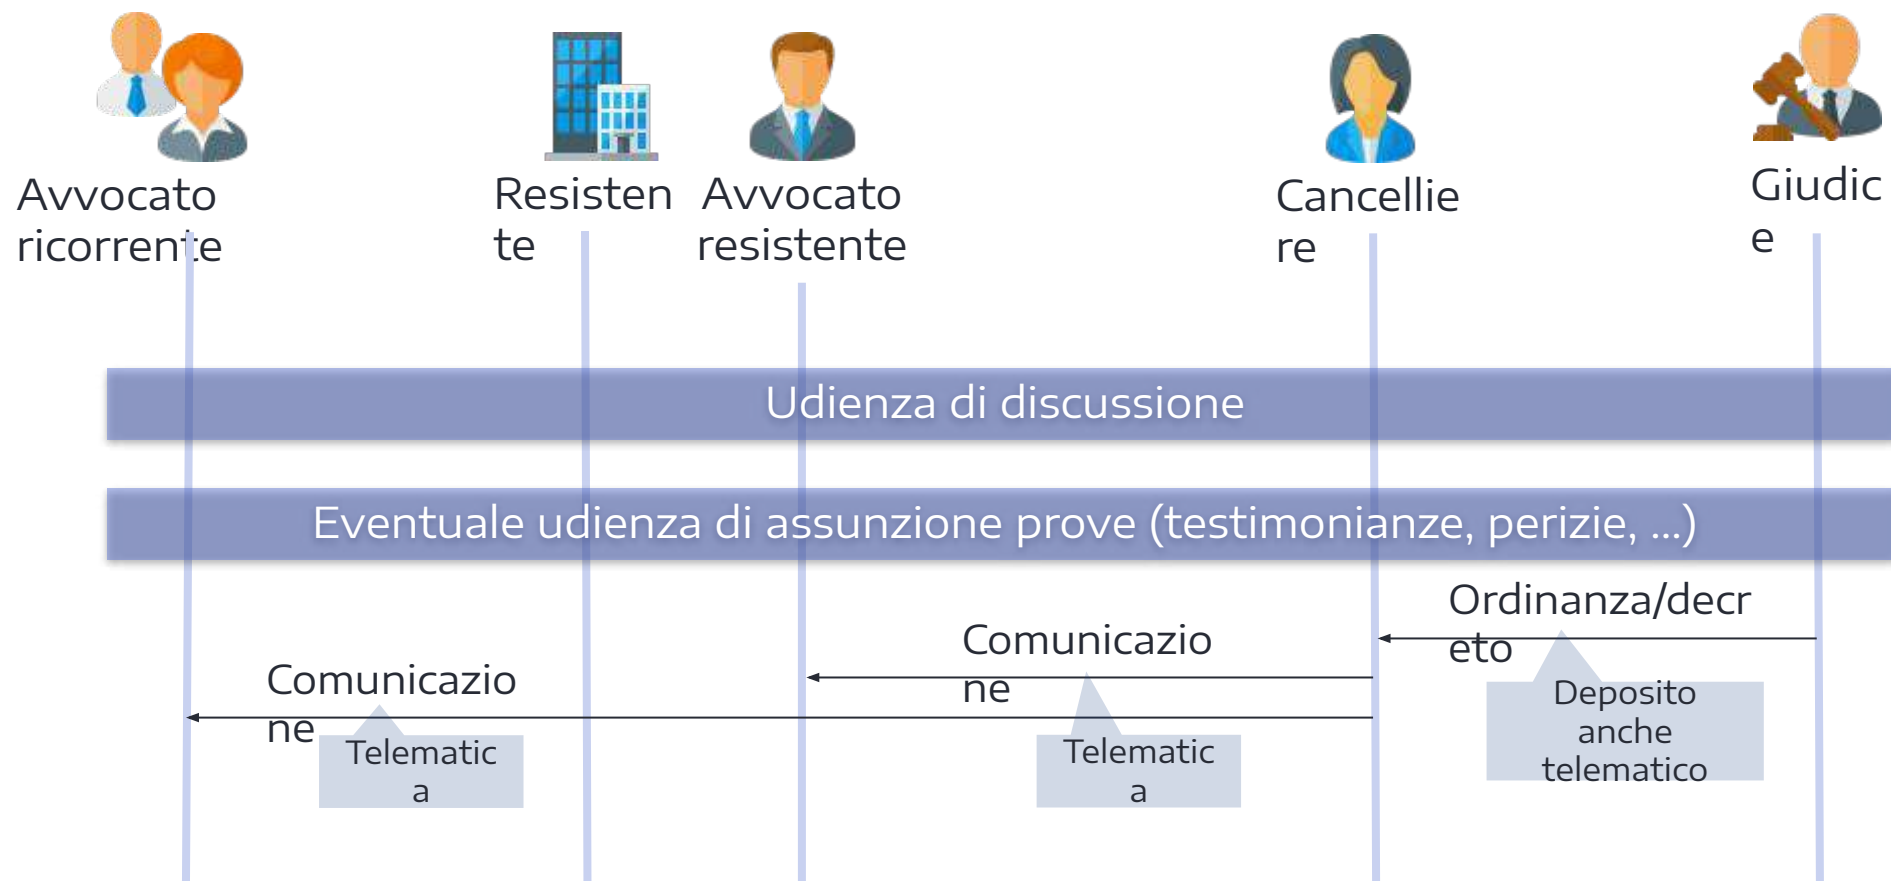 Avvocato
ricorrente
Resisten
te
Avvocato
resistente
Cancellie
re
Giudic
e
Udienza di discussione
Eventuale udienza di assunzione prove (testimonianze, perizie, ...)
Ordinanza/decr
eto
Deposito
anche
telematico
Comunicazio
ne
Telematic
a
Comunicazio
ne
Telematic
a